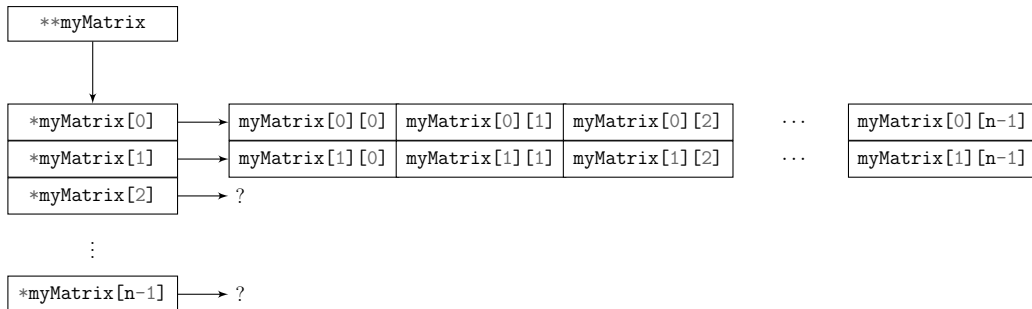 **myMatrix
*myMatrix[0] myMatrix[0][0] myMatrix[0][1] myMatrix[0][2] ··· myMatrix[0][n-1]
*myMatrix[1] myMatrix[1][0] myMatrix[1][1] myMatrix[1][2] ··· myMatrix[1][n-1]
*myMatrix[2] ?
⋮
*myMatrix[n-1] ?